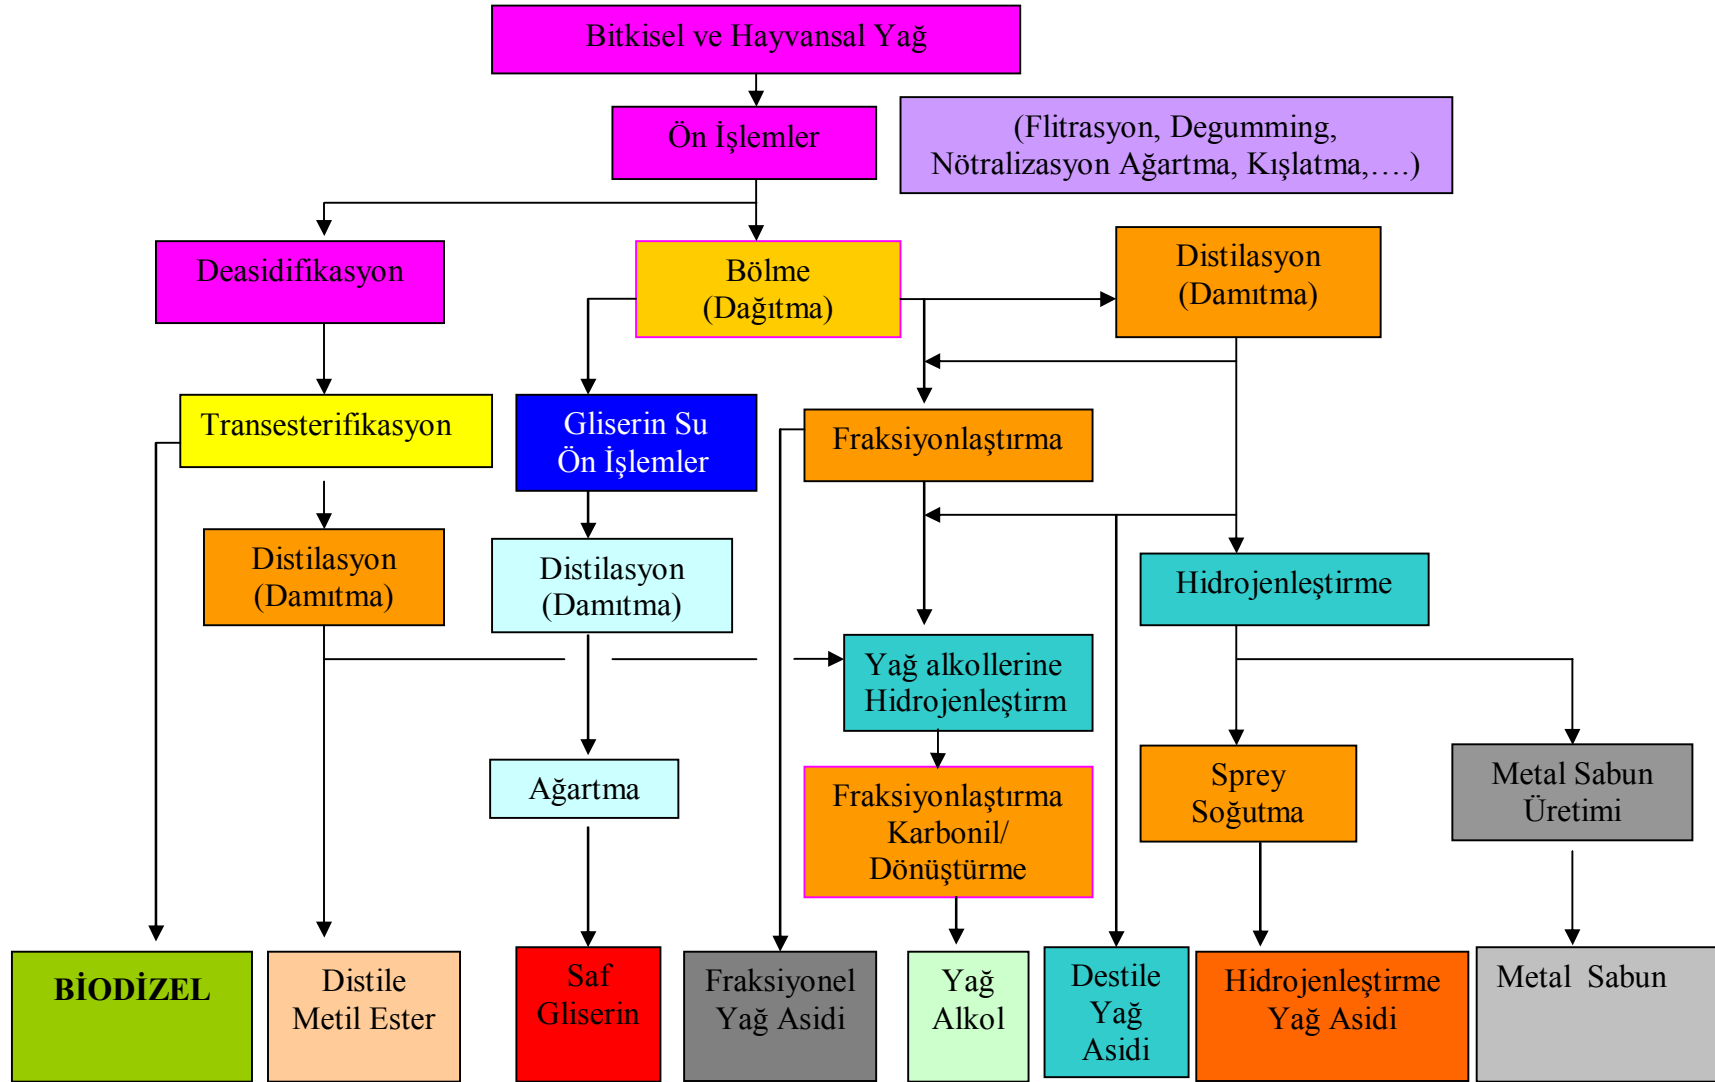 Bitkisel ve Hayvansal Yağ
Ön İşlemler
(Flitrasyon, Degumming,
Nötralizasyon Ağartma, Kışlatma,….)
Deasidifikasyon
Bölme
(Dağıtma)
Distilasyon
(Damıtma)
Transesterifikasyon
Gliserin Su
Ön İşlemler
Fraksiyonlaştırma
Distilasyon
(Damıtma)
Distilasyon
(Damıtma)
Hidrojenleştirme
Yağ alkollerine
Hidrojenleştirm
Ağartma
Fraksiyonlaştırma
Karbonil/
Dönüştürme
Sprey
Soğutma
Metal Sabun
Üretimi
BİODİZEL
Distile
Metil Ester
Saf
Gliserin
Fraksiyonel
Yağ Asidi
Yağ
Alkol
Destile
Yağ
Asidi
Hidrojenleştirme
Yağ Asidi
Metal  Sabun